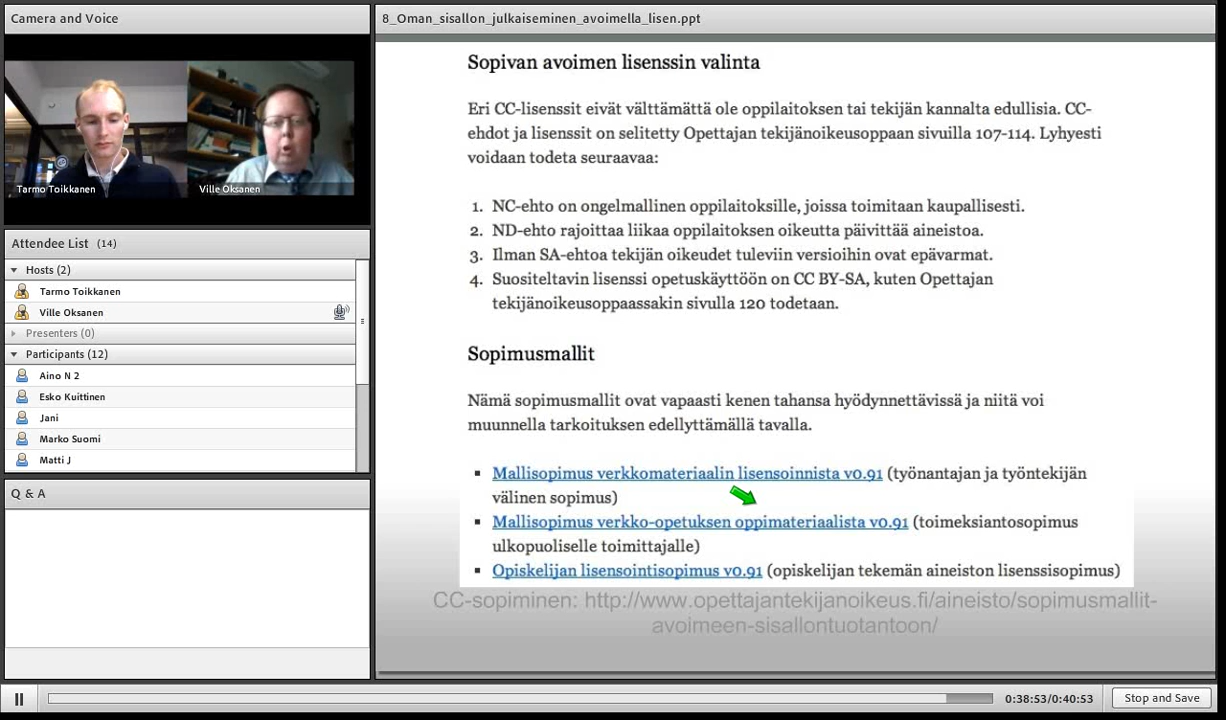 Camera and Voice
Tarmo Toikkanen
Ville Oksanen
Attendee List (14)
Hosts (2)
Tarmo Toikkanen
Ville Oksanen
Presenters (0)
Participants (12)
Aino N 2
Esko Kuittinen
Jani
Marko Suomi
Matti J
Q & A
8_Oman_sisallon_julkaiseminen_avoimella_lisen.ppt
Sopivan avoimen lisenssin valinta
Eri CC-lisenssit eivät välttämättä ole oppilaitoksen tai tekijän kannalta edullisia. CC-
ehdot ja lisenssit on selitetty Opettajan tekijänoikeusoppaan sivuilla 107-114. Lyhyesti
voidaan todeta seuraavaa:
1. NC-ehto on ongelmallinen oppilaitoksille, joissa toimitaan kaupallisesti.
2. ND-ehto rajoittaa liikaa oppilaitoksen oikeutta päivittää aineistoa.
3. Ilman SA-ehtoa tekijän oikeudet tuleviin versioihin ovat epävarmat.
4. Suositeltavin lisenssi opetuskäyttöön on CC BY-SA, kuten Opettajan
tekijänoikeusoppaassakin sivulla 120 todetaan.
Sopimusmallit
Nämä sopimusmallit ovat vapaasti kenen tahansa hyödynnettävissä ja niitä voi
muunnella tarkoituksen edellyttämällä tavalla.
Mallisopimus verkkomateriaalin lisensoinnista v0.91 (työnantajan ja työntekijän
välinen sopimus)
Mallisopimus verkko-opetuksen oppimateriaalista v0.91 (toimeksiantosopimus
ulkopuoliselle toimittajalle)
Opiskelijan lisensointisopimus v0.91 (opiskelijan tekemän aineiston lisenssisopimus)
CC-sopiminen: http://www.opettajantekijanoikeus.fi/aineisto/sopimusmallit-
avoimeen-sisallontuotantoon/
0:38:53/0:40:53
Stop and Save